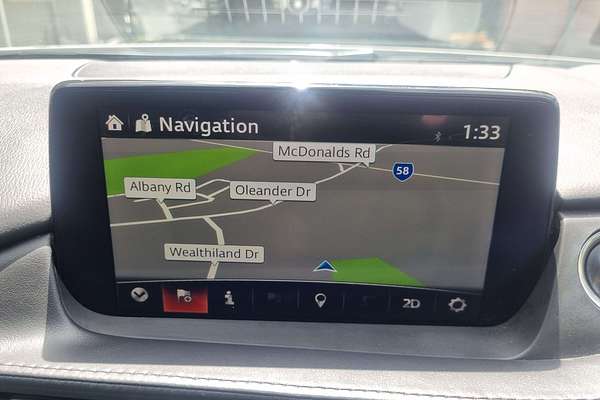 Navigation
1:33
McDonalds Rd
58
Albany Rd
Oleander Dr
Wealthiland Dr
2D